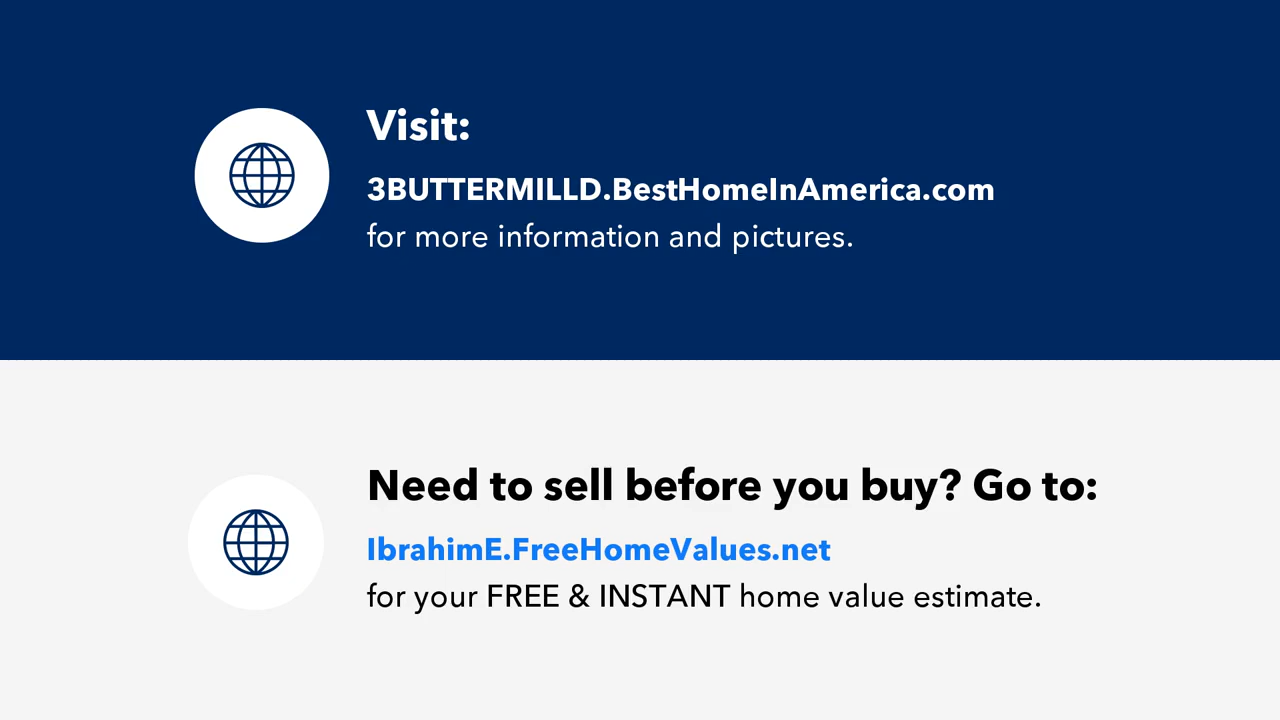 Visit:
3BUTTERMILLD.BestHomeInAmerica.com
for more information and pictures.
Need to sell before you buy? Go to:
IbrahimE.FreeHomeValues.net
for your FREE & INSTANT home value estimate.